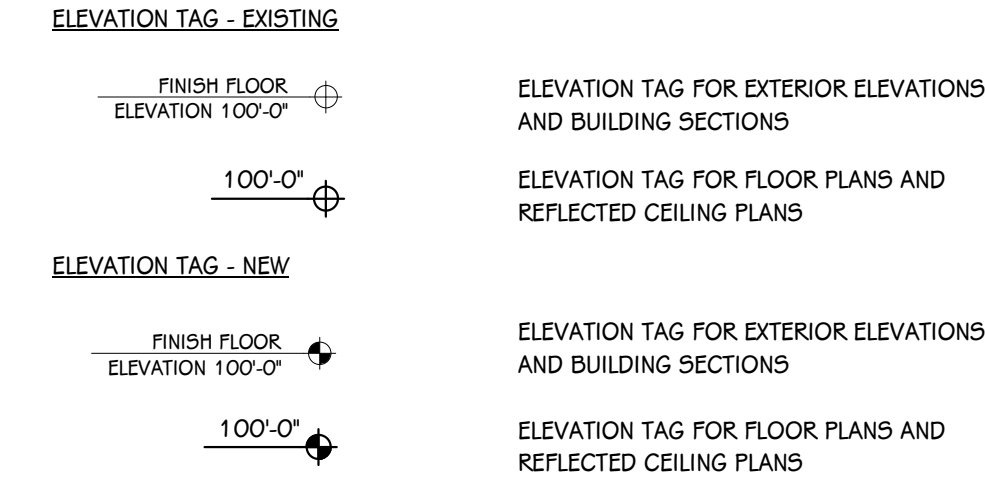 ELEVATION TAG - EXISTING
FINISH FLOOR
ELEVATION 100'-0"
ELEVATION TAG FOR EXTERIOR ELEVATIONS
AND BUILDING SECTIONS
100'-0"
ELEVATION TAG FOR FLOOR PLANS AND
REFLECTED CEILING PLANS
ELEVATION TAG - NEW
FINISH FLOOR
ELEVATION 100'-0"
ELEVATION TAG FOR EXTERIOR ELEVATIONS
AND BUILDING SECTIONS
100'-0"
ELEVATION TAG FOR FLOOR PLANS AND
REFLECTED CEILING PLANS